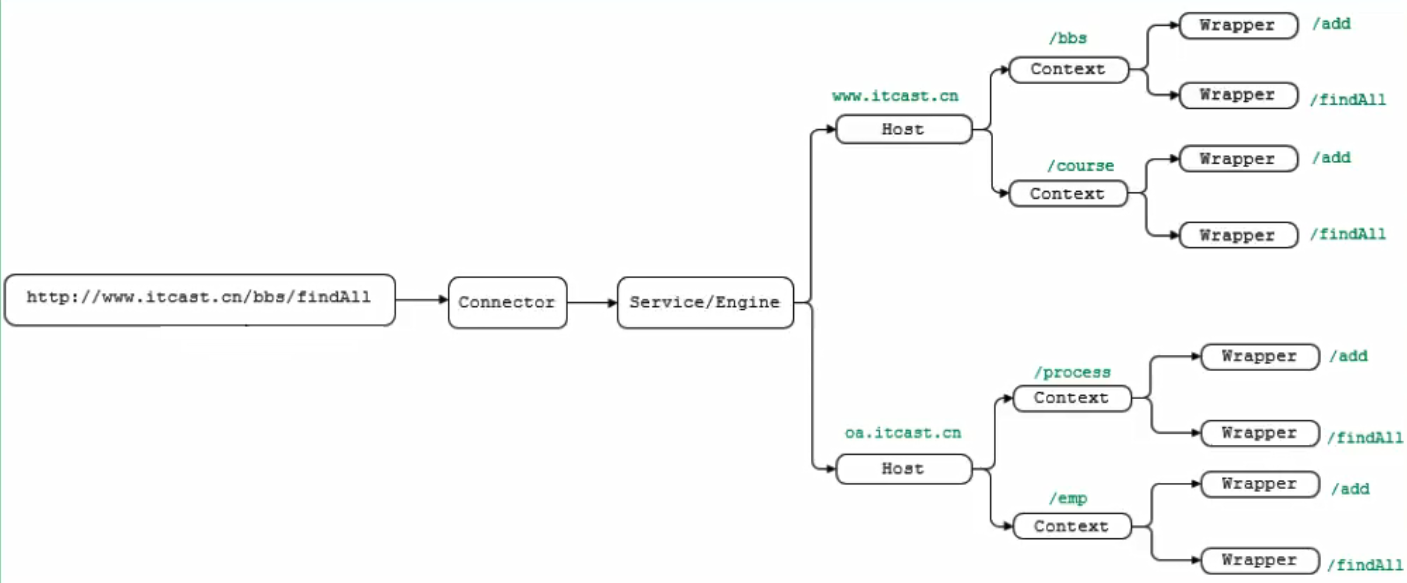 http://www.itcast.cn/bbs/findAll
Connector
Service/Engine
www.itcast.cn
Host
/bbs
Context
Wrapper /add
Wrapper /findAll
/course
Context
Wrapper /add
Wrapper /findAll
oa.itcast.cn
Host
/process
Context
Wrapper /add
Wrapper /findAll
/emp
Context
Wrapper /add
Wrapper /findAll